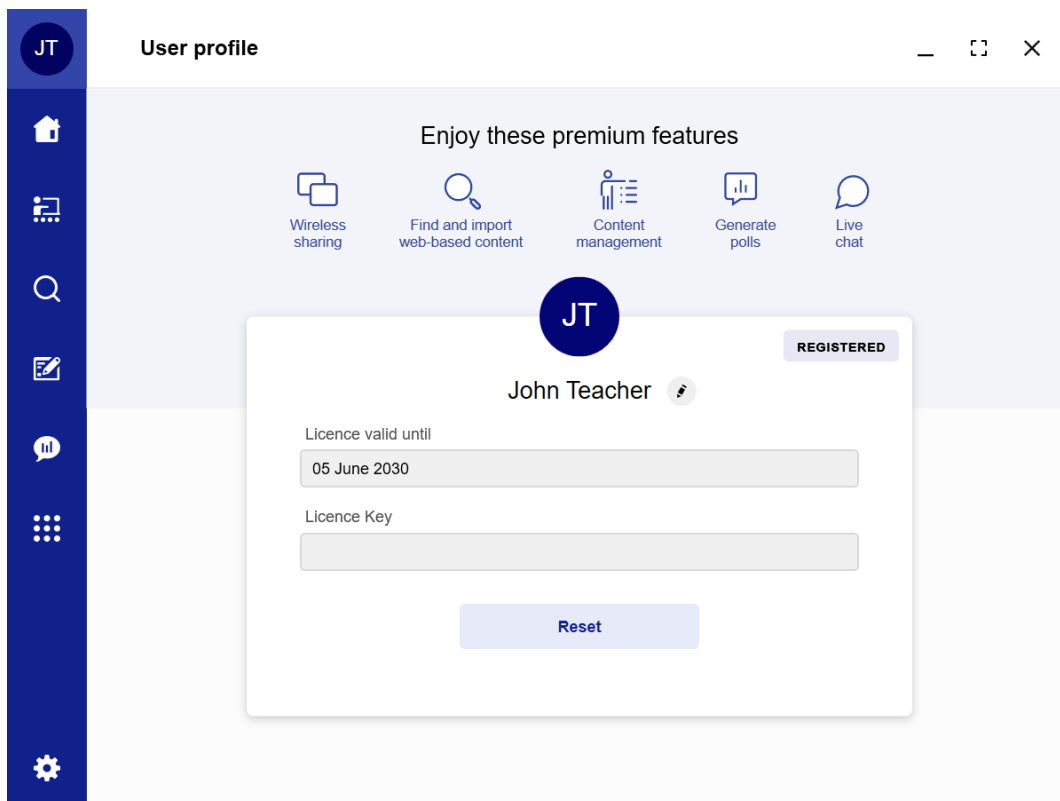 JT
User profile
Enjoy these premium features
Wireless
sharing
Find and import
web-based content
Content
management
Generate
polls
Live
chat
JT
REGISTERED
John Teacher
Licence valid until
05 June 2030
Licence Key
Reset